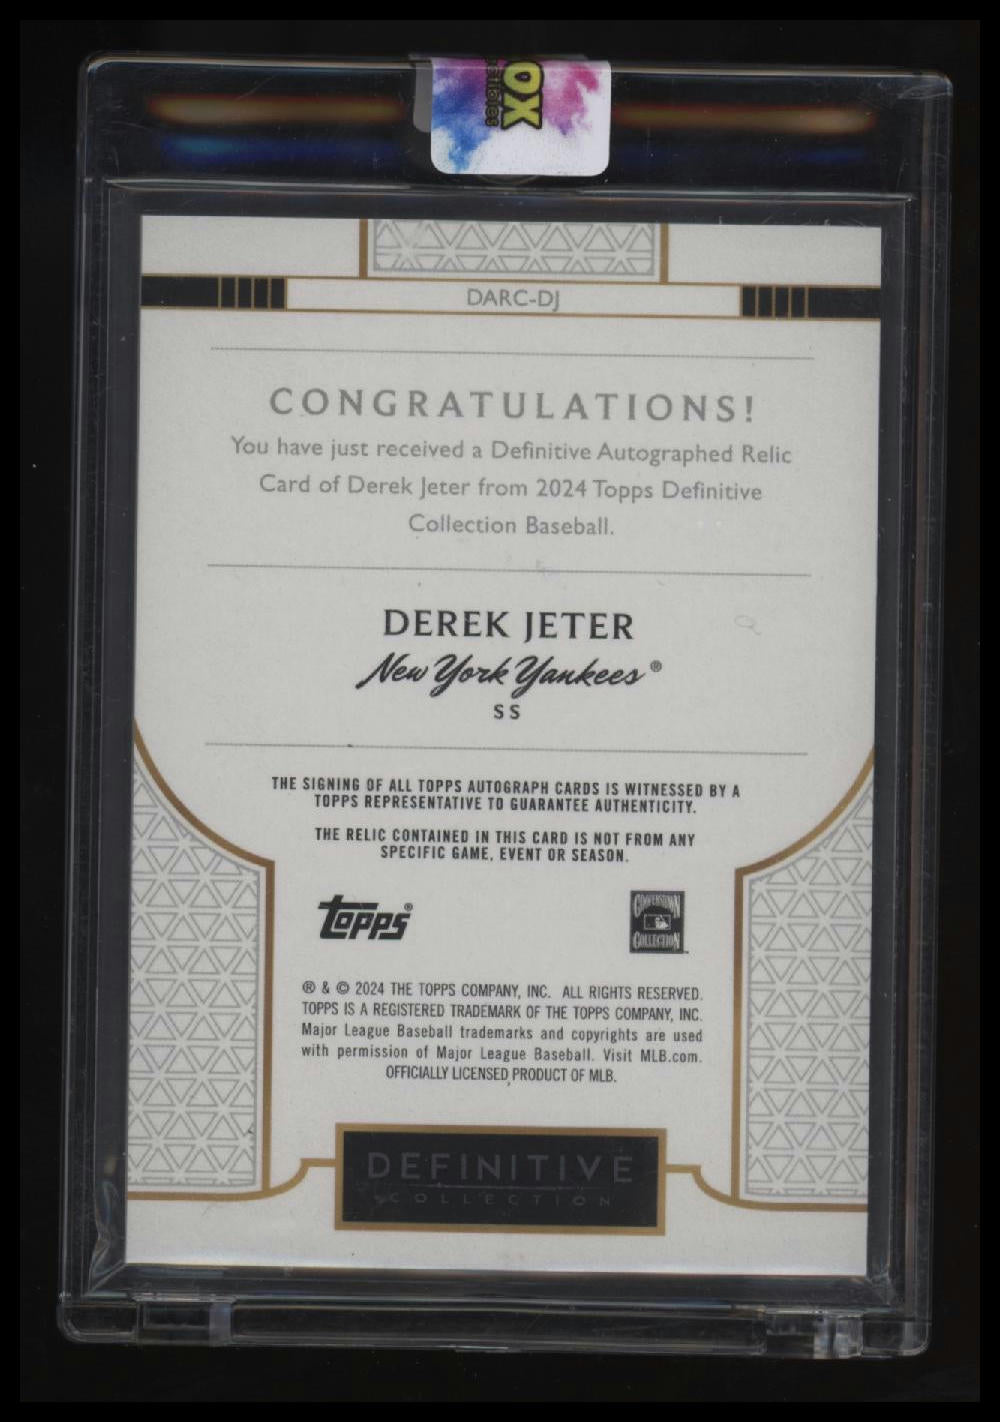 OX
DARC-DJ
CONGRATULATIONS!
You have just received a Definitive Autographed Relic
Card of Derek Jeter from 2024 Topps Definitive
Collection Baseball.
DEREK JETER
New York Yankees®
SS
THE SIGNING OF ALL TOPPS AUTOGRAPH CARDS IS WITNESSED BY A
TOPPS REPRESENTATIVE TO GUARANTEE AUTHENTICITY.
THE RELIC CONTAINED IN THIS CARD IS NOT FROM ANY
SPECIFIC GAME, EVENT OR SEASON.
topps®
COOPERSTOWN
COLLECTION
® & © 2024 THE TOPPS COMPANY, INC. ALL RIGHTS RESERVED.
TOPPS IS A REGISTERED TRADEMARK OF THE TOPPS COMPANY, INC.
Major League Baseball trademarks and copyrights are used
with permission of Major League Baseball. Visit MLB.com.
OFFICIALLY LICENSED PRODUCT OF MLB.
DEFINITIVE
COLLECTION